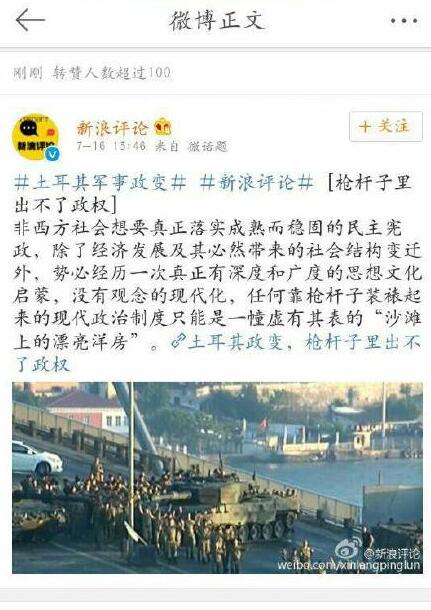 微博正文
刚刚 转赞人数超过100
新浪评论
新浪评论
+ 关注
7-16 13:46 来自 微话题
#土耳其军事政变# #新浪评论# [枪杆子里
出不了政权]
非西方社会想要真正落实成熟而稳固的民主宪
政，除了经济发展及其必然带来的社会结构变迁
外，势必经历一次真正有深度和广度的思想文化
启蒙，没有观念的现代化，任何靠枪杆子装裱起
来的现代政治制度只能是一幢虚有其表的“沙滩
上的漂亮洋房”。土耳其政变，枪杆子里出不
了政权
@新浪评论
weibo.com/xinlangpinglun